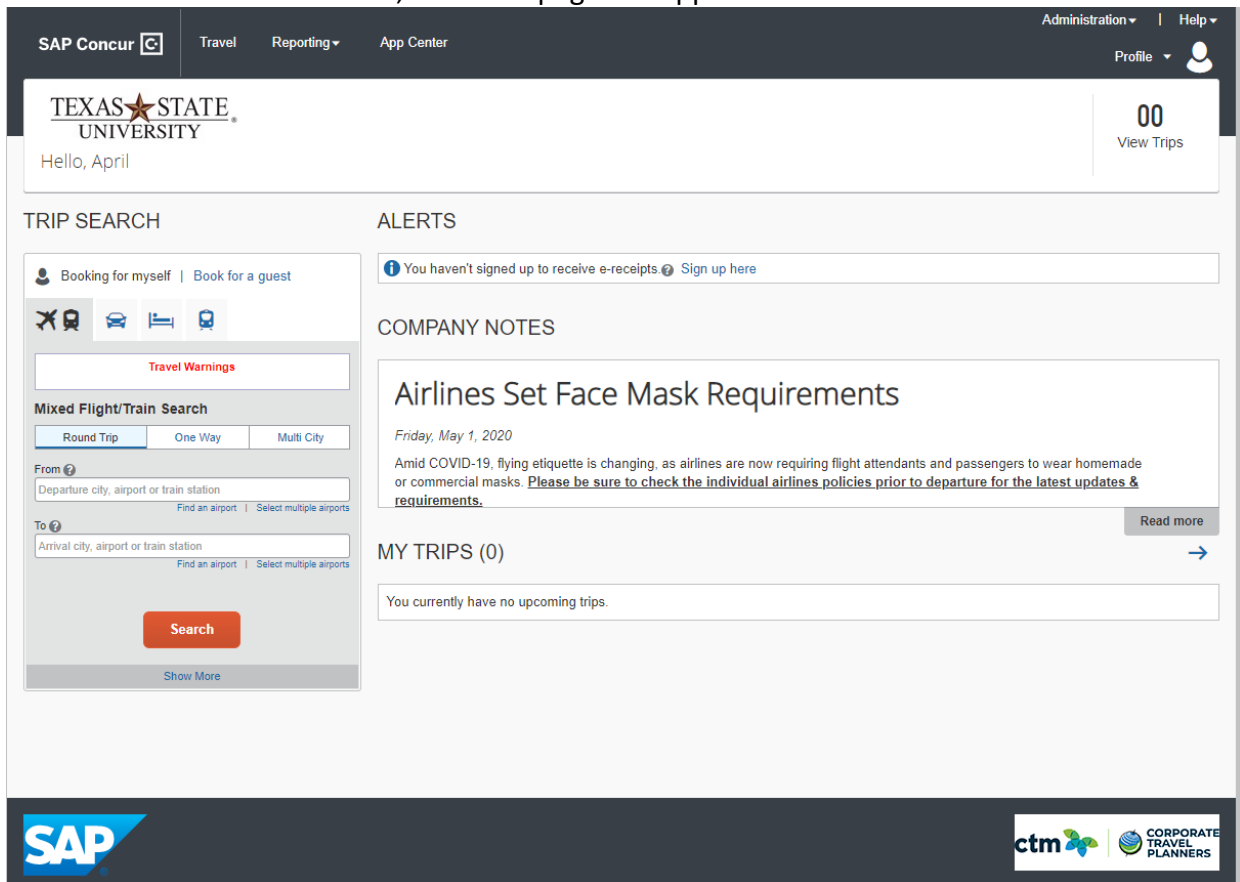 Administration | Help
SAP Concur C Travel Reporting App Center
Profile
TEXAS STATE
UNIVERSITY
Hello, April
00
View Trips
TRIP SEARCH
Booking for myself | Book for a guest
Travel Warnings
Mixed Flight/Train Search
Round Trip One Way Multi City
From ?
Departure city, airport or train station
Find an airport | Select multiple airports
To ?
Arrival city, airport or train station
Find an airport | Select multiple airports
Search
Show More
ALERTS
i You haven't signed up to receive e-receipts. ? Sign up here
COMPANY NOTES
Airlines Set Face Mask Requirements
Friday, May 1, 2020
Amid COVID-19, flying etiquette is changing, as airlines are now requiring flight attendants and passengers to wear homemade
or commercial masks. Please be sure to check the individual airlines policies prior to departure for the latest updates &
requirements.
Read more
MY TRIPS (0)
You currently have no upcoming trips.
SAP
ctm
CORPORATE
TRAVEL
PLANNERS